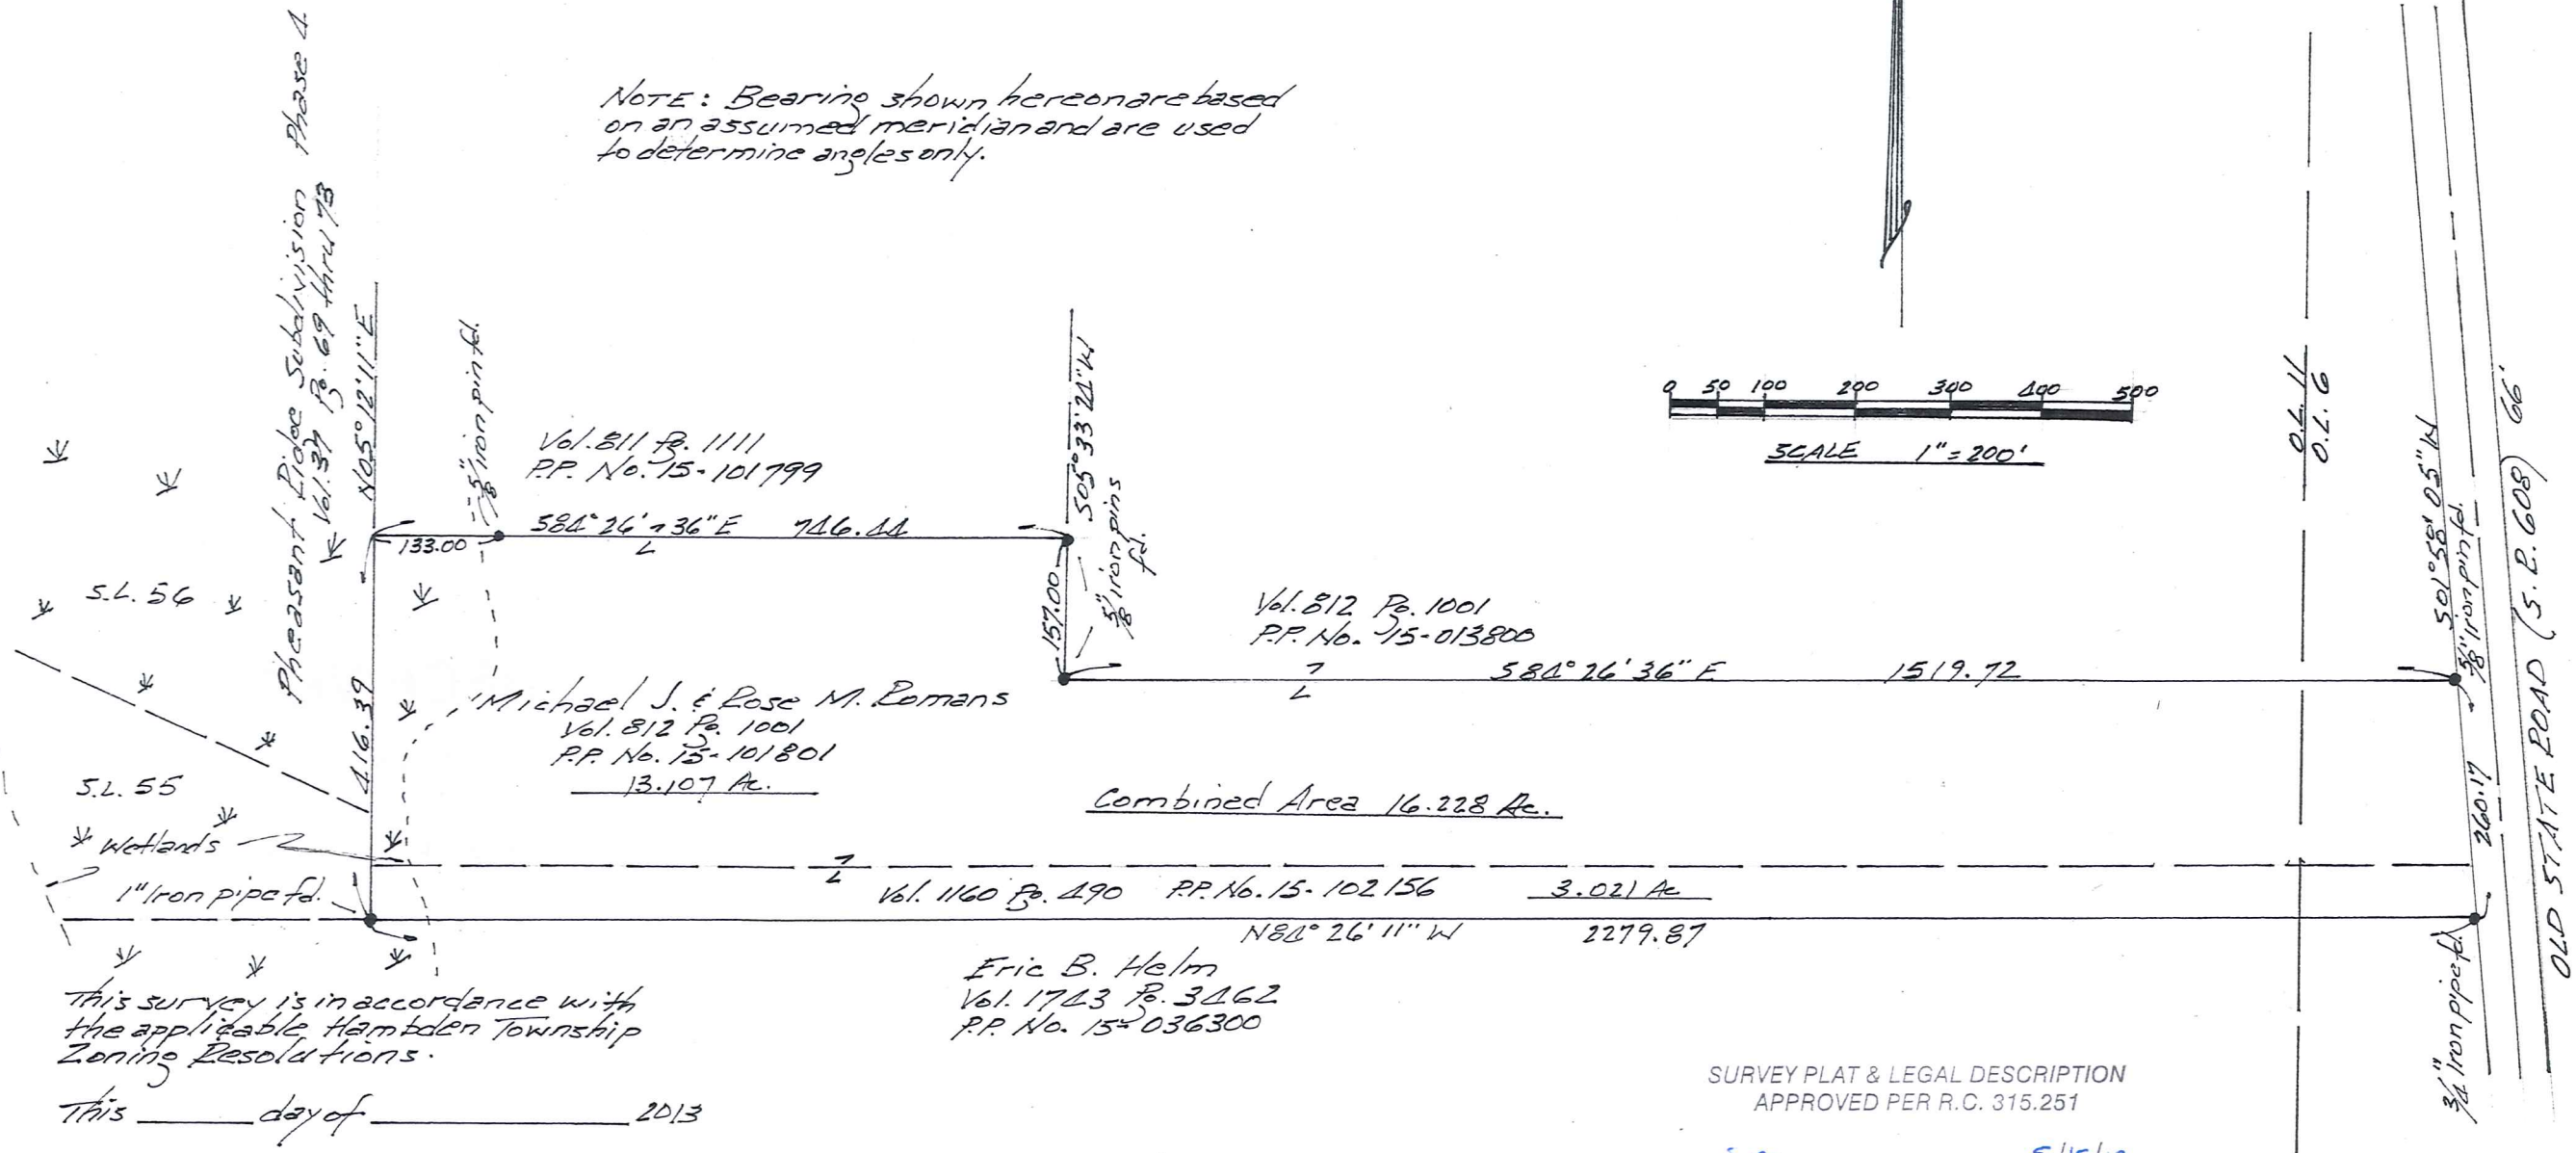 NOTE: Bearing shown hereon are based
on an assumed meridian and are used
to determine angles only.
Pheasant Ridge Subdivision Phase 4
Vol. 37 Pg. 69 thru 73
N05°12'11"E
5/8" iron pin fd.
Vol. 811 Pg. 1111
P.P. No. 15-101799
S84°26'36"E 746.44
133.00
S05°33'24"W
5/8" iron pins
fd.
157.00
0 50 100 200 300 400 500
SCALE 1"=200'
O.L. 11
O.L. 6
S01°58'05"W
5/8" iron pin fd.
OLD STATE ROAD (S.R. 608) 66'
S.L. 56
Vol. 812 Pg. 1001
P.P. No. 15-013800
S84°26'36"E 1519.72
416.39
Michael J. & Rose M. Romans
Vol. 812 Pg. 1001
P.P. No. 15-101801
13.107 Ac.
Combined Area 16.228 Ac.
260.17
S.L. 55
Wetlands
1" Iron pipe fd.
Vol. 1160 Pg. 490 P.P. No. 15-102156 3.021 Ac
N84°26'11"W 2279.87
Eric B. Helm
Vol. 1743 Pg. 3462
P.P. No. 15-036300
3/4" Iron pipe fd.
This survey is in accordance with
the applicable Hambden Township
Zoning Resolutions.
This ______ day of ______________ 2013
SURVEY PLAT & LEGAL DESCRIPTION
APPROVED PER R.C. 315.251